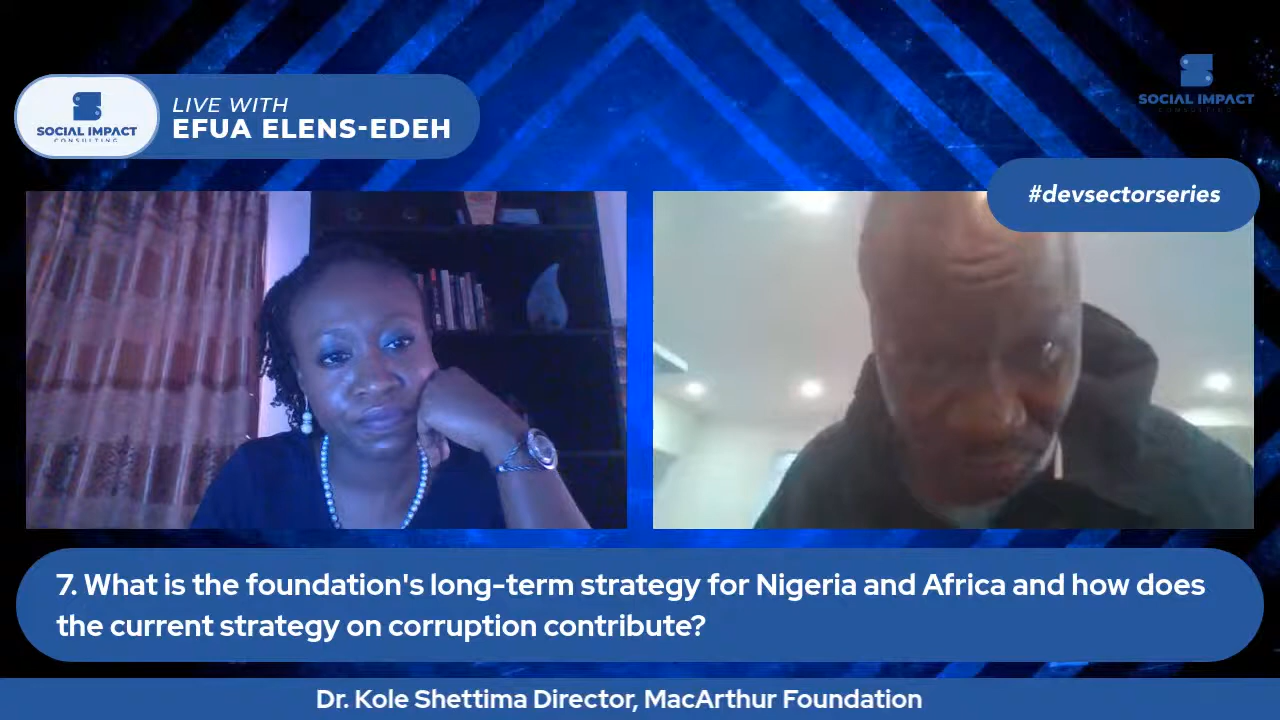 SOCIAL IMPACT
CONSULTING
LIVE WITH
EFUA ELENS-EDEH
SOCIAL IMPACT
CONSULTING
#devsectorseries
7. What is the foundation's long-term strategy for Nigeria and Africa and how does
the current strategy on corruption contribute?
Dr. Kole Shettima Director, MacArthur Foundation